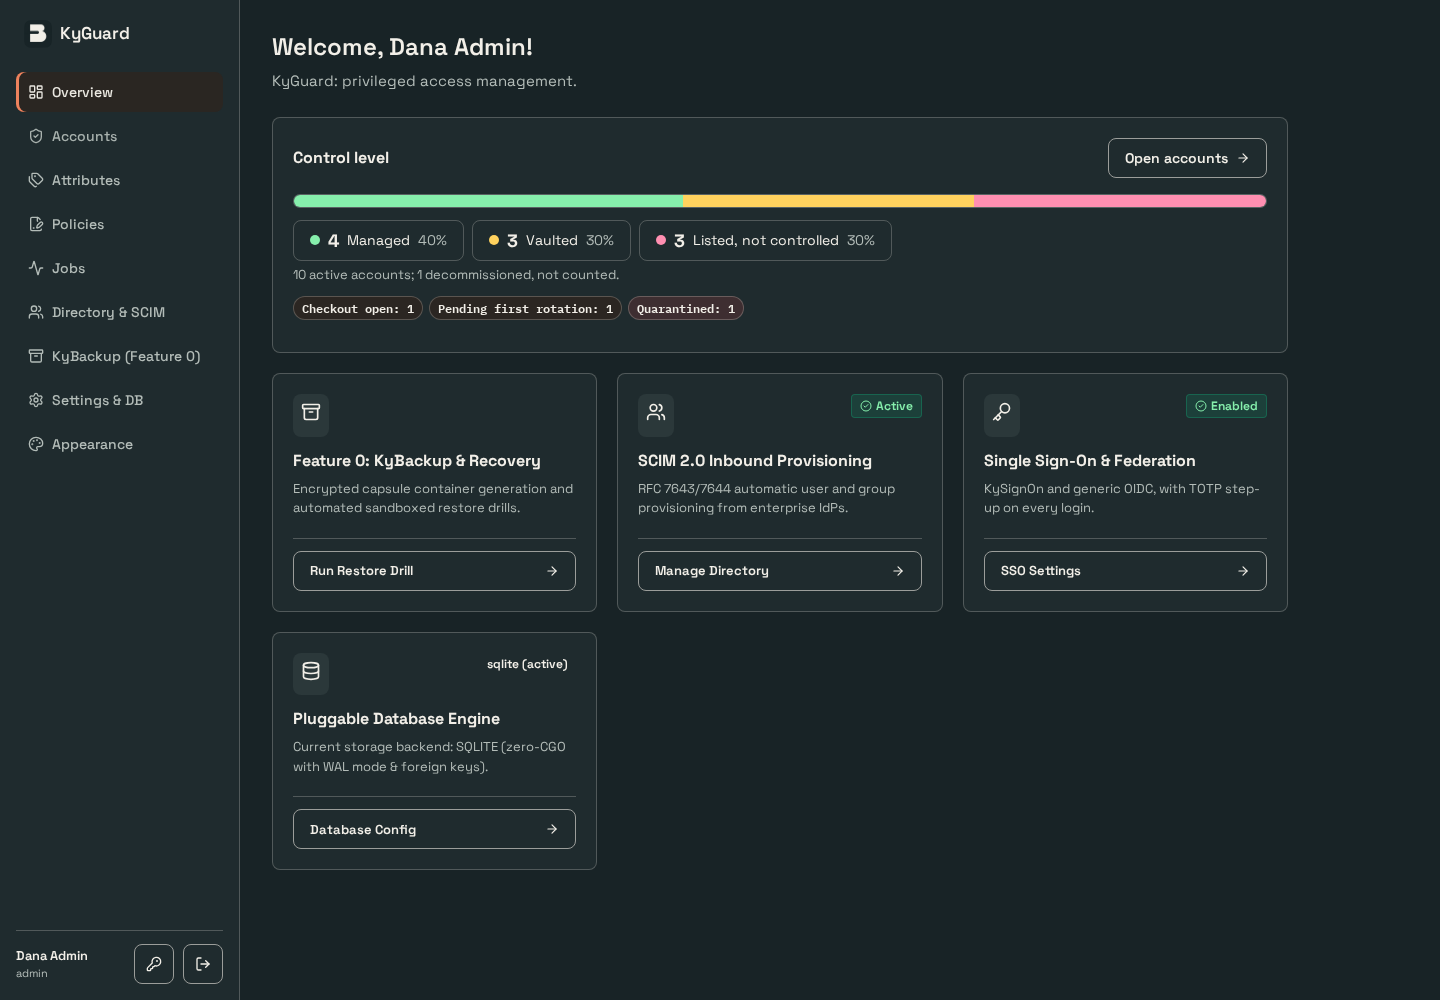 KyGuard
Overview
Accounts
Attributes
Policies
Jobs
Directory & SCIM
KyBackup (Feature 0)
Settings & DB
Appearance
Dana Admin
admin
Welcome, Dana Admin!
KyGuard: privileged access management.
Control level
Open accounts
4 Managed 40%
3 Vaulted 30%
3 Listed, not controlled 30%
10 active accounts; 1 decommissioned, not counted.
Checkout open: 1
Pending first rotation: 1
Quarantined: 1
Feature 0: KyBackup & Recovery
Encrypted capsule container generation and
automated sandboxed restore drills.
Run Restore Drill
Active
SCIM 2.0 Inbound Provisioning
RFC 7643/7644 automatic user and group
provisioning from enterprise IdPs.
Manage Directory
Enabled
Single Sign-On & Federation
KySignOn and generic OIDC, with TOTP step-
up on every login.
SSO Settings
sqlite (active)
Pluggable Database Engine
Current storage backend: SQLITE (zero-CGO
with WAL mode & foreign keys).
Database Config